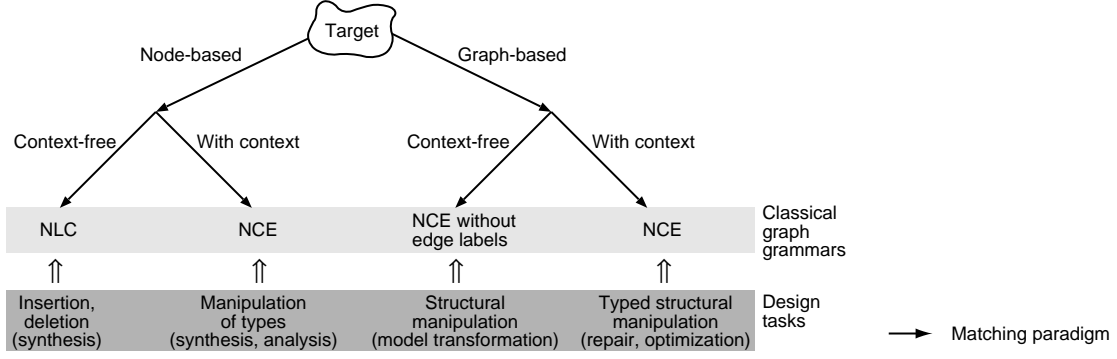 Target
Node-based
Graph-based
Context-free
With context
Context-free
With context
NLC
NCE
NCE without
edge labels
NCE
Classical
graph
grammars
Insertion,
deletion
(synthesis)
Manipulation
of types
(synthesis, analysis)
Structural
manipulation
(model transformation)
Typed structural
manipulation
(repair, optimization)
Design
tasks
Matching paradigm